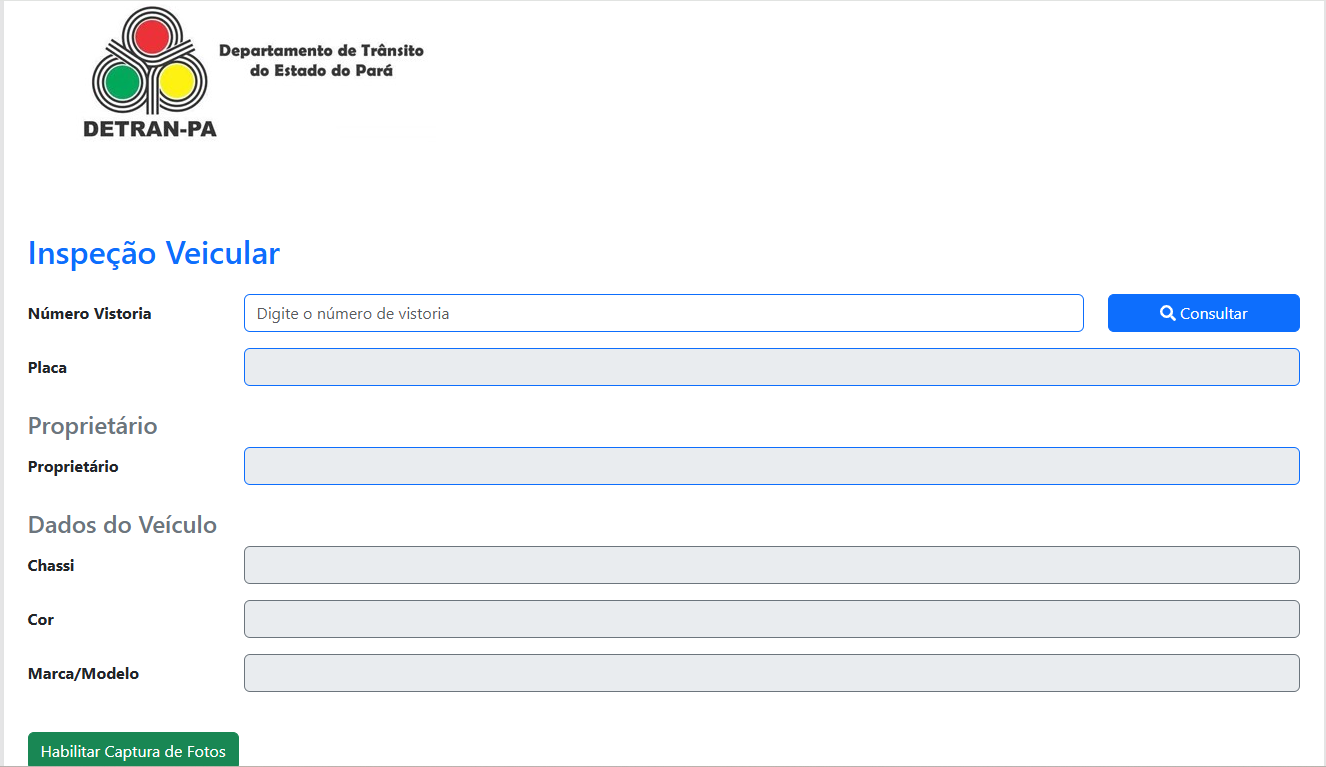 Departamento de Trânsito
do Estado do Pará
DETRAN-PA
Inspeção Veicular
Número Vistoria Digite o número de vistoria Consultar
Placa
Proprietário
Proprietário
Dados do Veículo
Chassi
Cor
Marca/Modelo
Habilitar Captura de Fotos